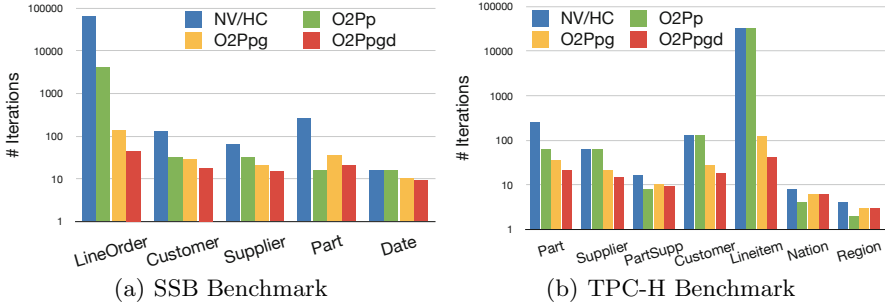 NV/HC
O2Pp
O2Ppg
O2Ppgd
# Iterations
100000
10000
1000
100
10
1
LineOrder
Customer
Supplier
Part
Date
(a) SSB Benchmark
NV/HC
O2Pp
O2Ppg
O2Ppgd
# Iterations
100000
10000
1000
100
10
1
Part
Supplier
PartSupp
Customer
Lineitem
Nation
Region
(b) TPC-H Benchmark